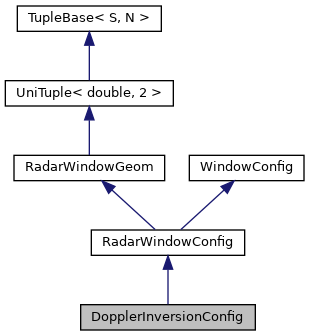 TupleBase< S, N >
UniTuple< double, 2 >
RadarWindowGeom
WindowConfig
RadarWindowConfig
DopplerInversionConfig